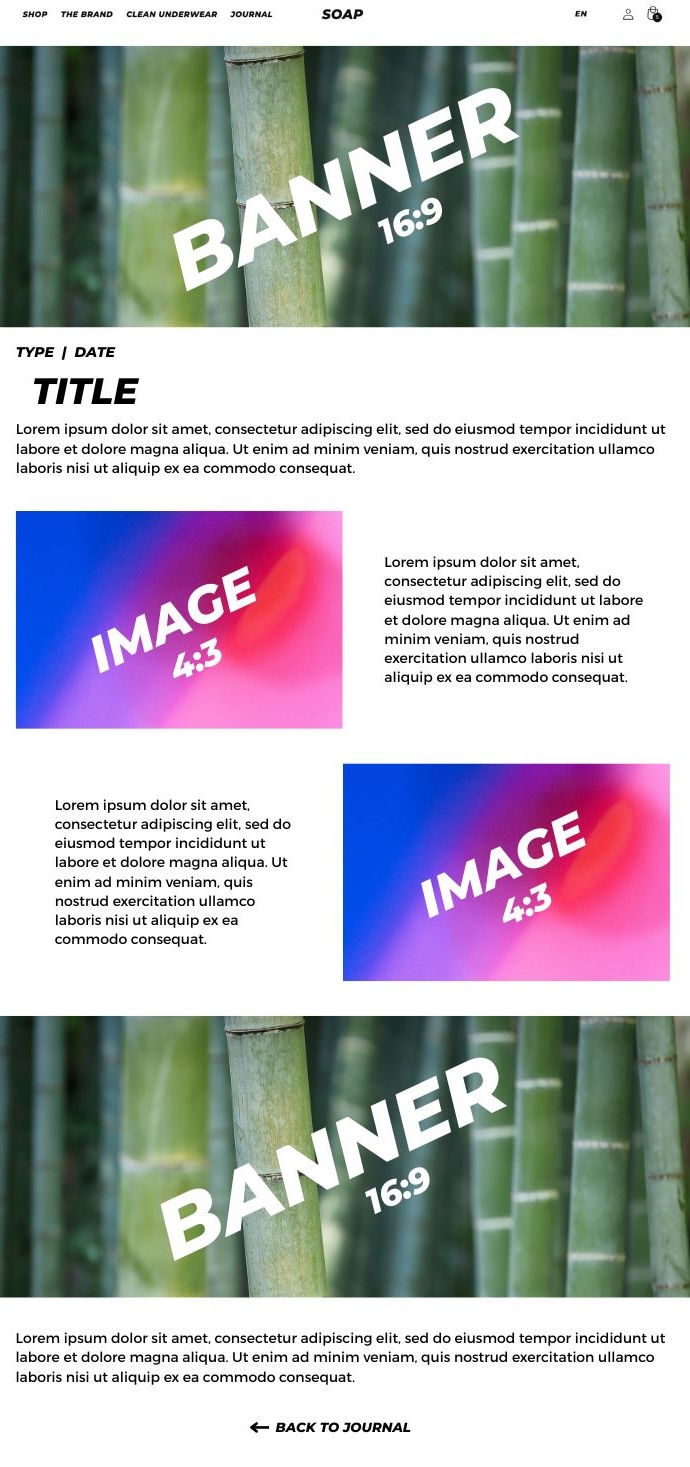 SHOP THE BRAND CLEAN UNDERWEAR JOURNAL SOAP EN
BANNER
16:9
TYPE | DATE
TITLE
Lorem ipsum dolor sit amet, consectetur adipiscing elit, sed do eiusmod tempor incididunt ut
labore et dolore magna aliqua. Ut enim ad minim veniam, quis nostrud exercitation ullamco
laboris nisi ut aliquip ex ea commodo consequat.
IMAGE
4:3
Lorem ipsum dolor sit amet,
consectetur adipiscing elit, sed do
eiusmod tempor incididunt ut labore
et dolore magna aliqua. Ut enim ad
minim veniam, quis nostrud
exercitation ullamco laboris nisi ut
aliquip ex ea commodo consequat.
Lorem ipsum dolor sit amet,
consectetur adipiscing elit, sed do
eiusmod tempor incididunt ut
labore et dolore magna aliqua. Ut
enim ad minim veniam, quis
nostrud exercitation ullamco
laboris nisi ut aliquip ex ea
commodo consequat.
IMAGE
4:3
BANNER
16:9
Lorem ipsum dolor sit amet, consectetur adipiscing elit, sed do eiusmod tempor incididunt ut
labore et dolore magna aliqua. Ut enim ad minim veniam, quis nostrud exercitation ullamco
laboris nisi ut aliquip ex ea commodo consequat.
← BACK TO JOURNAL